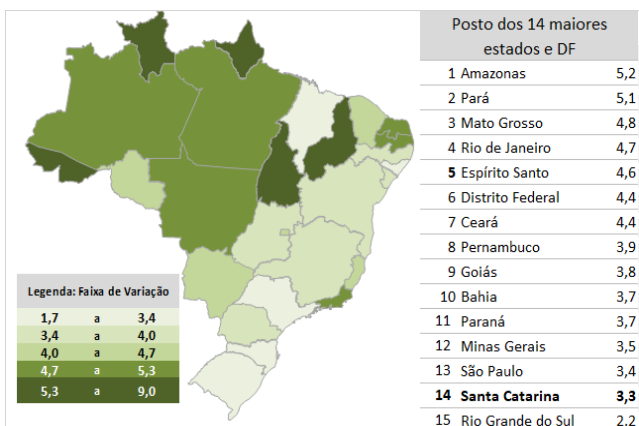 Posto dos 14 maiores
estados e DF
1 Amazonas 5,2
2 Pará 5,1
3 Mato Grosso 4,8
4 Rio de Janeiro 4,7
5 Espírito Santo 4,6
6 Distrito Federal 4,4
7 Ceará 4,4
8 Pernambuco 3,9
9 Goiás 3,8
10 Bahia 3,7
11 Paraná 3,7
12 Minas Gerais 3,5
13 São Paulo 3,4
14 Santa Catarina 3,3
15 Rio Grande do Sul 2,2
Legenda: Faixa de Variação
1,7 a 3,4
3,4 a 4,0
4,0 a 4,7
4,7 a 5,3
5,3 a 9,0